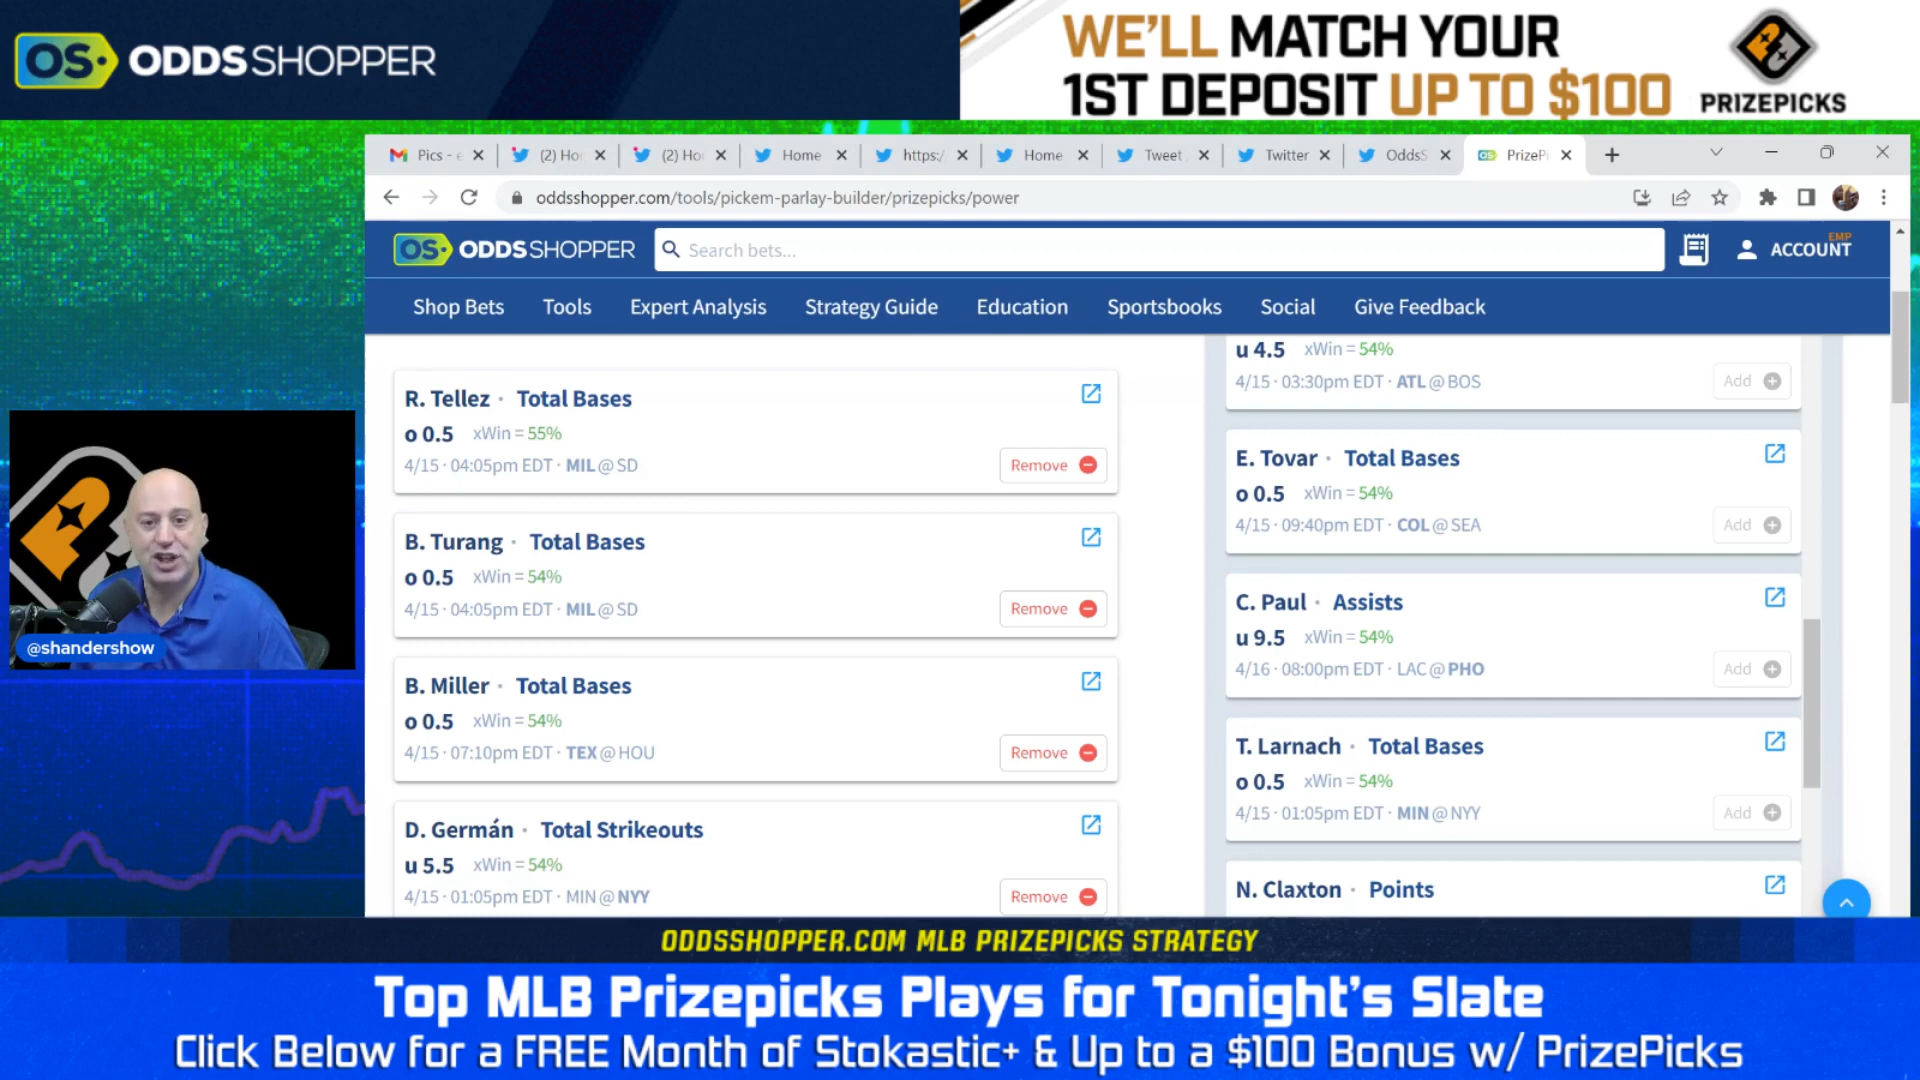 OS ODDSSHOPPER
WE'LL MATCH YOUR
1ST DEPOSIT UP TO $100
PRIZEPICKS
Pics - e
(2) Ho
(2) Ho
Home
https:/
Home
Tweet
Twitter
OddsS
PrizePi
oddsshopper.com/tools/pickem-parlay-builder/prizepicks/power
OS ODDSSHOPPER
Search bets...
EMP
ACCOUNT
Shop Bets
Tools
Expert Analysis
Strategy Guide
Education
Sportsbooks
Social
Give Feedback
R. Tellez · Total Bases
o 0.5 xWin = 55%
4/15 · 04:05pm EDT · MIL @ SD
Remove
B. Turang · Total Bases
o 0.5 xWin = 54%
4/15 · 04:05pm EDT · MIL @ SD
Remove
B. Miller · Total Bases
o 0.5 xWin = 54%
4/15 · 07:10pm EDT · TEX @ HOU
Remove
D. Germán · Total Strikeouts
u 5.5 xWin = 54%
4/15 · 01:05pm EDT · MIN @ NYY
Remove
u 4.5 xWin = 54%
4/15 · 03:30pm EDT · ATL @ BOS
Add
E. Tovar · Total Bases
o 0.5 xWin = 54%
4/15 · 09:40pm EDT · COL @ SEA
Add
C. Paul · Assists
u 9.5 xWin = 54%
4/16 · 08:00pm EDT · LAC @ PHO
Add
T. Larnach · Total Bases
o 0.5 xWin = 54%
4/15 · 01:05pm EDT · MIN @ NYY
Add
N. Claxton · Points
@shandershow
ODDSSHOPPER.COM MLB PRIZEPICKS STRATEGY
Top MLB Prizepicks Plays for Tonight's Slate
Click Below for a FREE Month of Stokastic+ & Up to a $100 Bonus w/ PrizePicks